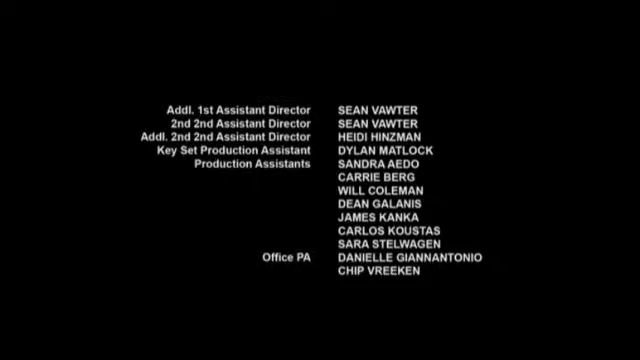 Addl. 1st Assistant Director SEAN VAWTER
2nd 2nd Assistant Director SEAN VAWTER
Addl. 2nd 2nd Assistant Director HEIDI HINZMAN
Key Set Production Assistant DYLAN MATLOCK
Production Assistants SANDRA AEDO
CARRIE BERG
WILL COLEMAN
DEAN GALANIS
JAMES KANKA
CARLOS KOUSTAS
SARA STELWAGEN
Office PA DANIELLE GIANNANTONIO
CHIP VREEKEN